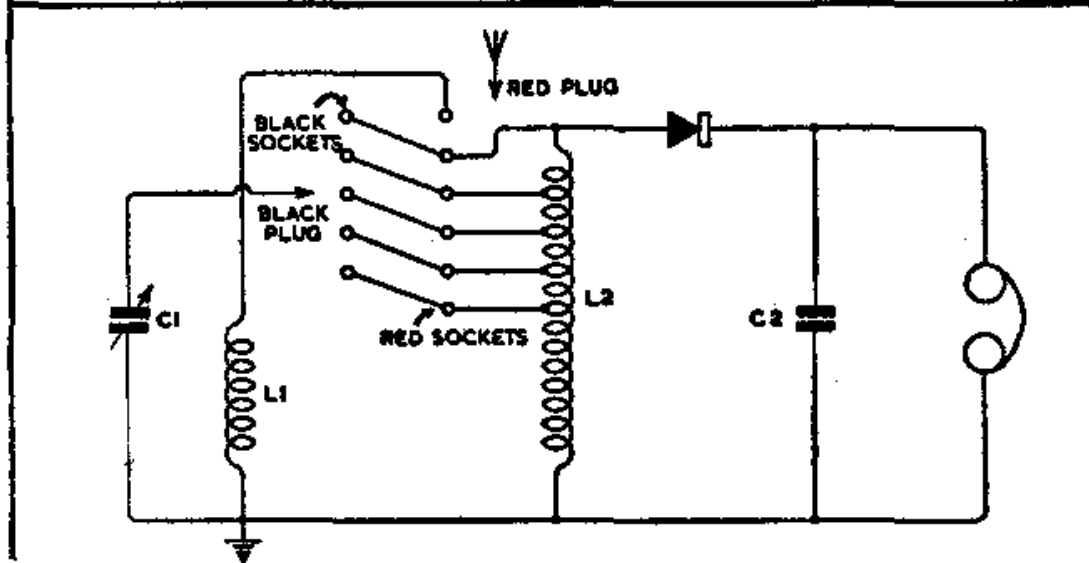 RED PLUG
BLACK
SOCKETS
BLACK
PLUG
C1
L2
C2
RED SOCKETS
L1